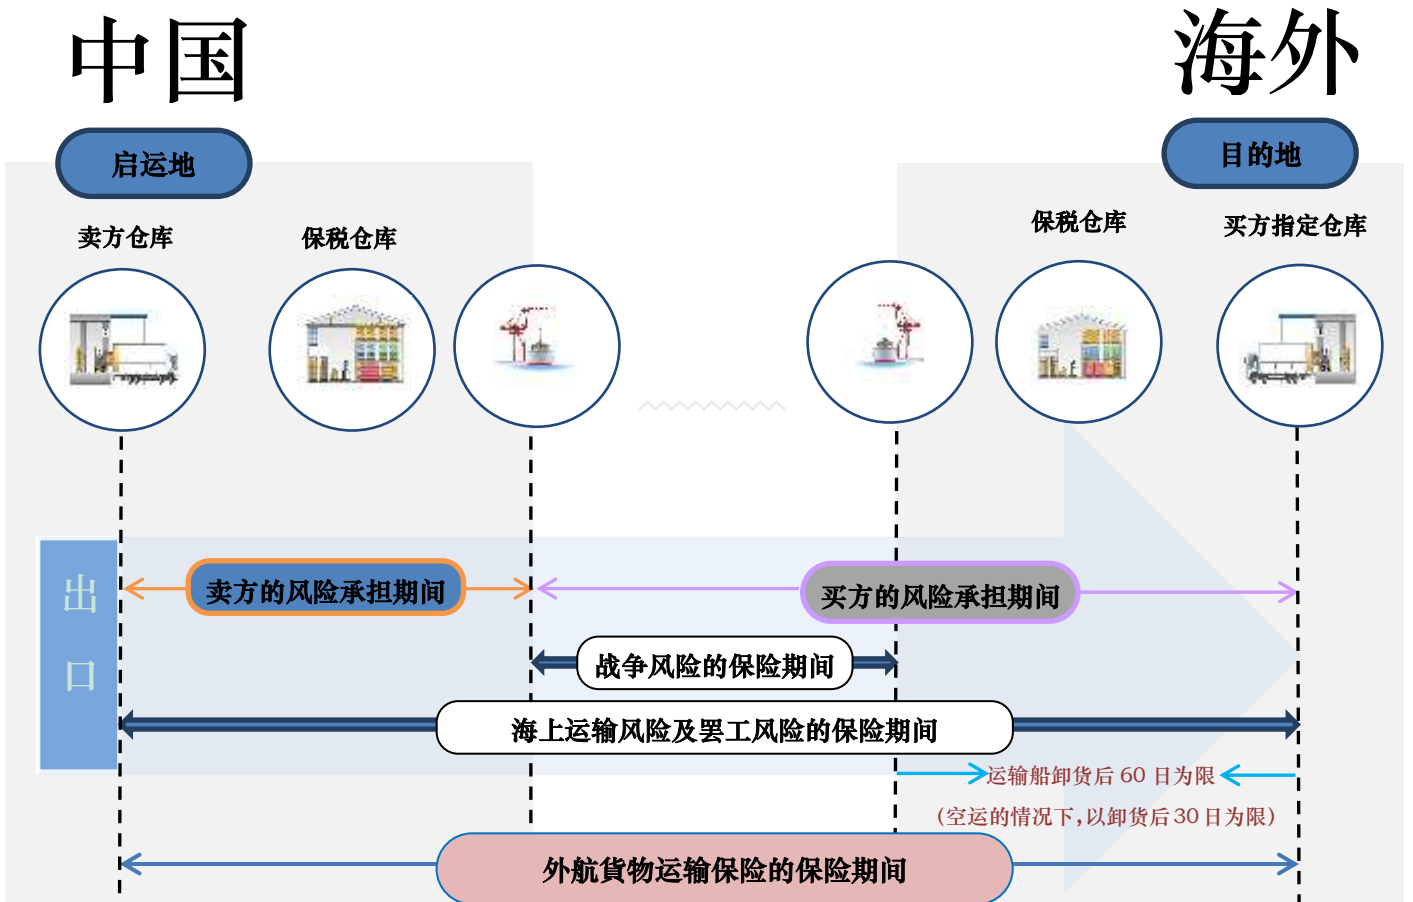 中国
海外
启运地
目的地
卖方仓库
保税仓库
保税仓库
买方指定仓库
出
口
卖方的风险承担期间
买方的风险承担期间
战争风险的保险期间
海上运输风险及罢工风险的保险期间
运输船卸货后 60 日为限
(空运的情况下,以卸货后 30 日为限)
外航貨物运输保险的保险期间